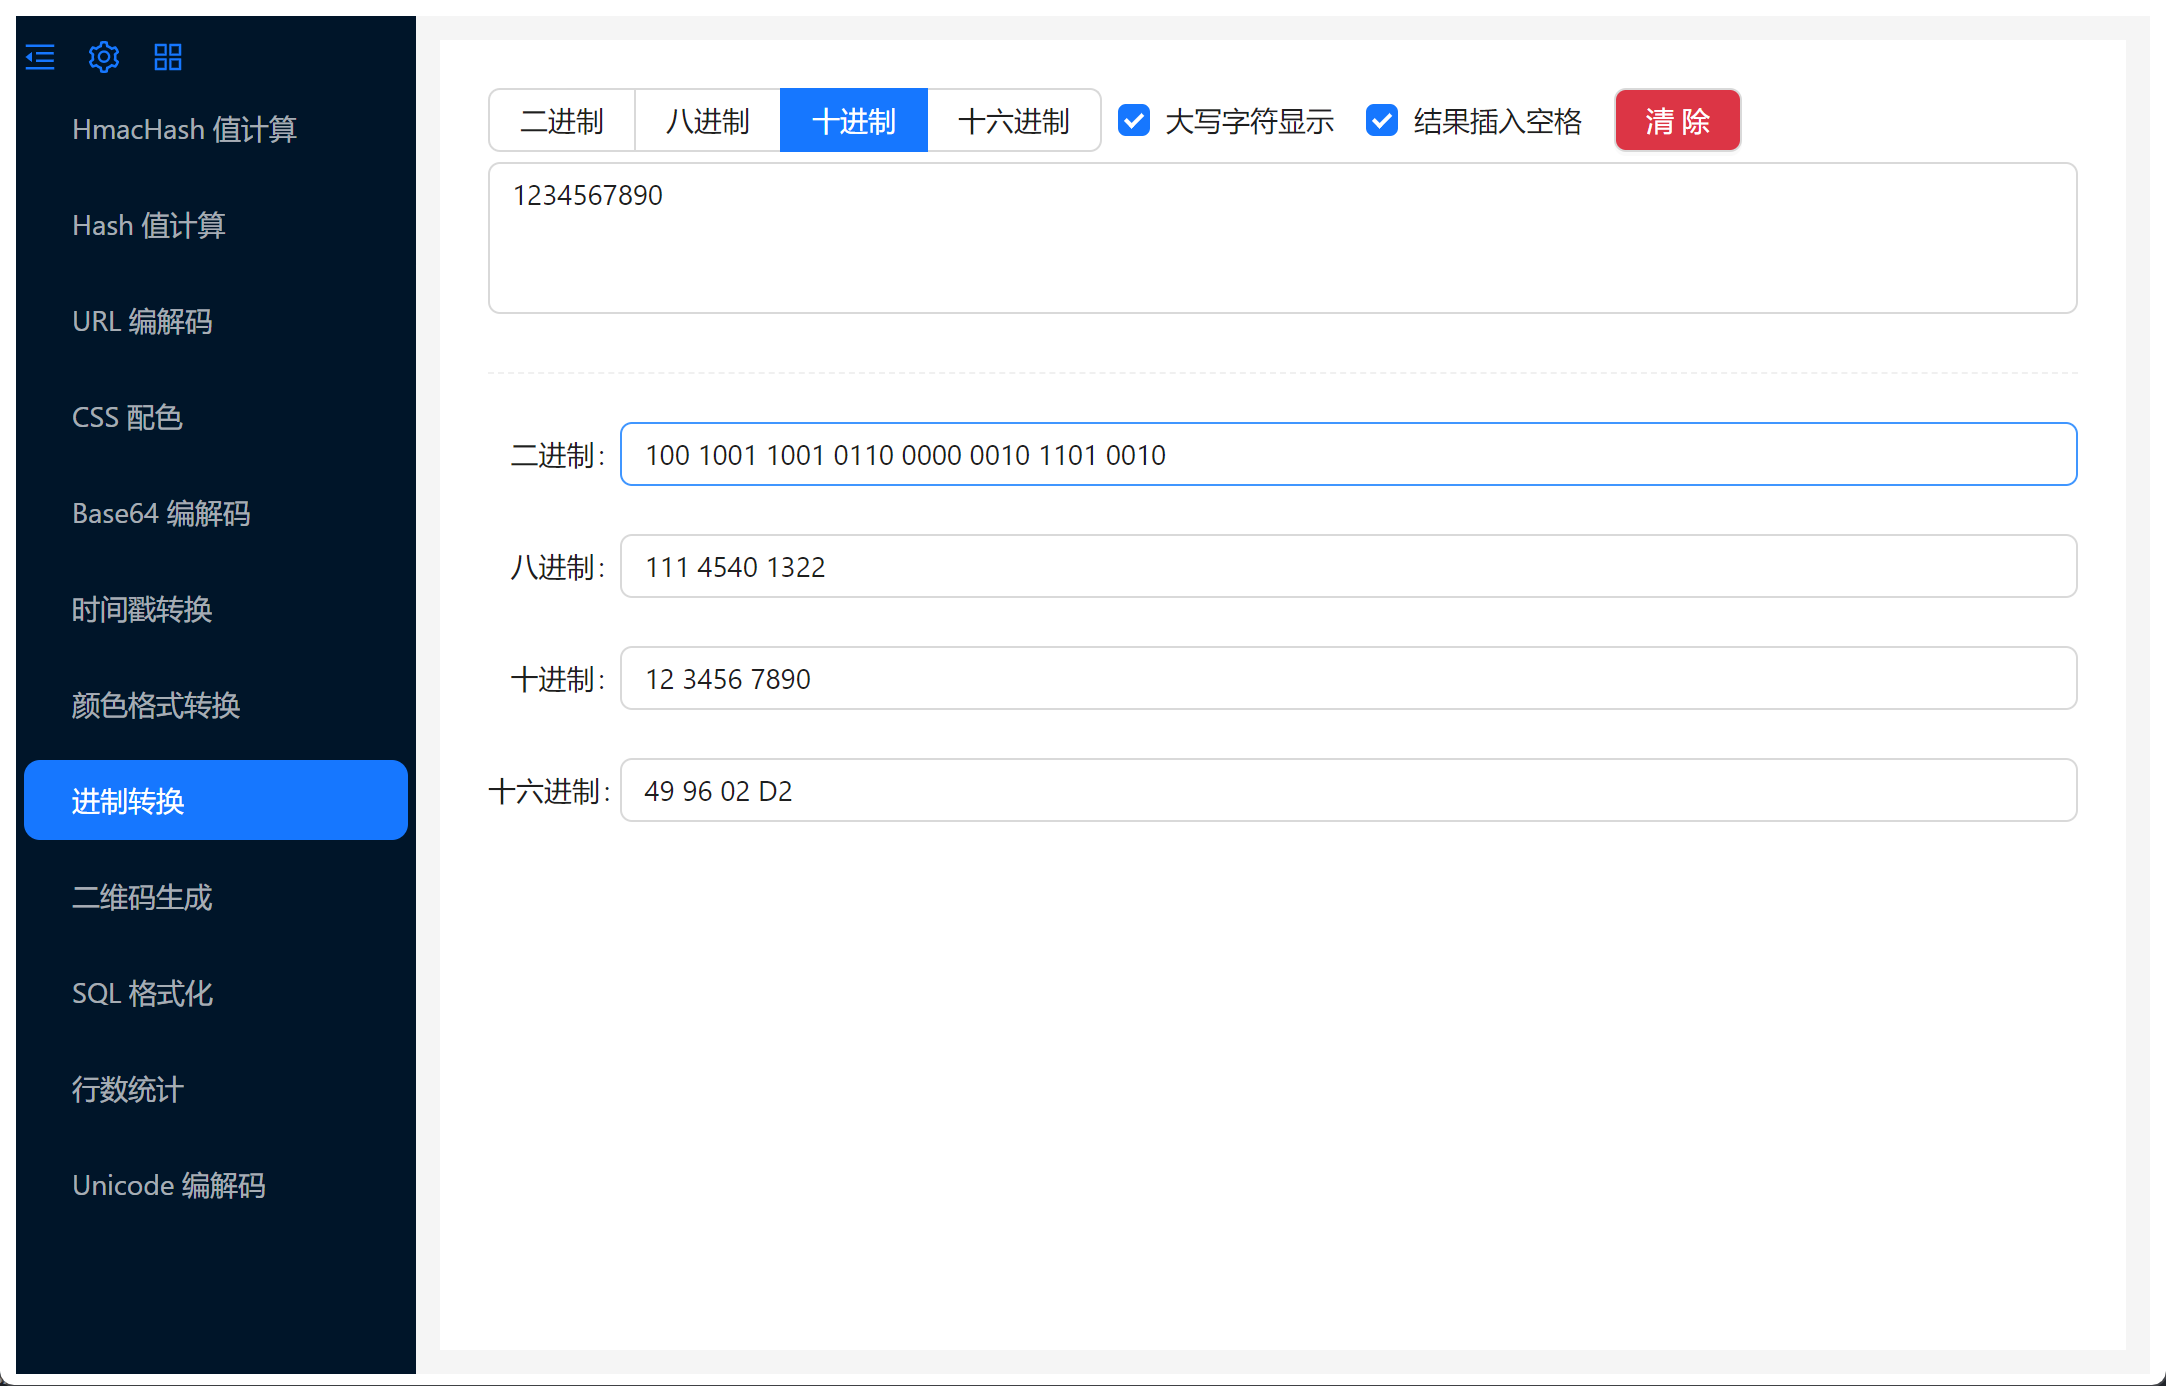 HmacHash 值计算
Hash 值计算
URL 编解码
CSS 配色
Base64 编解码
时间戳转换
颜色格式转换
进制转换
二维码生成
SQL 格式化
行数统计
Unicode 编解码
二进制 八进制 十进制 十六进制 大写字符显示 结果插入空格 清 除
1234567890
二进制: 100 1001 1001 0110 0000 0010 1101 0010
八进制: 111 4540 1322
十进制: 12 3456 7890
十六进制: 49 96 02 D2